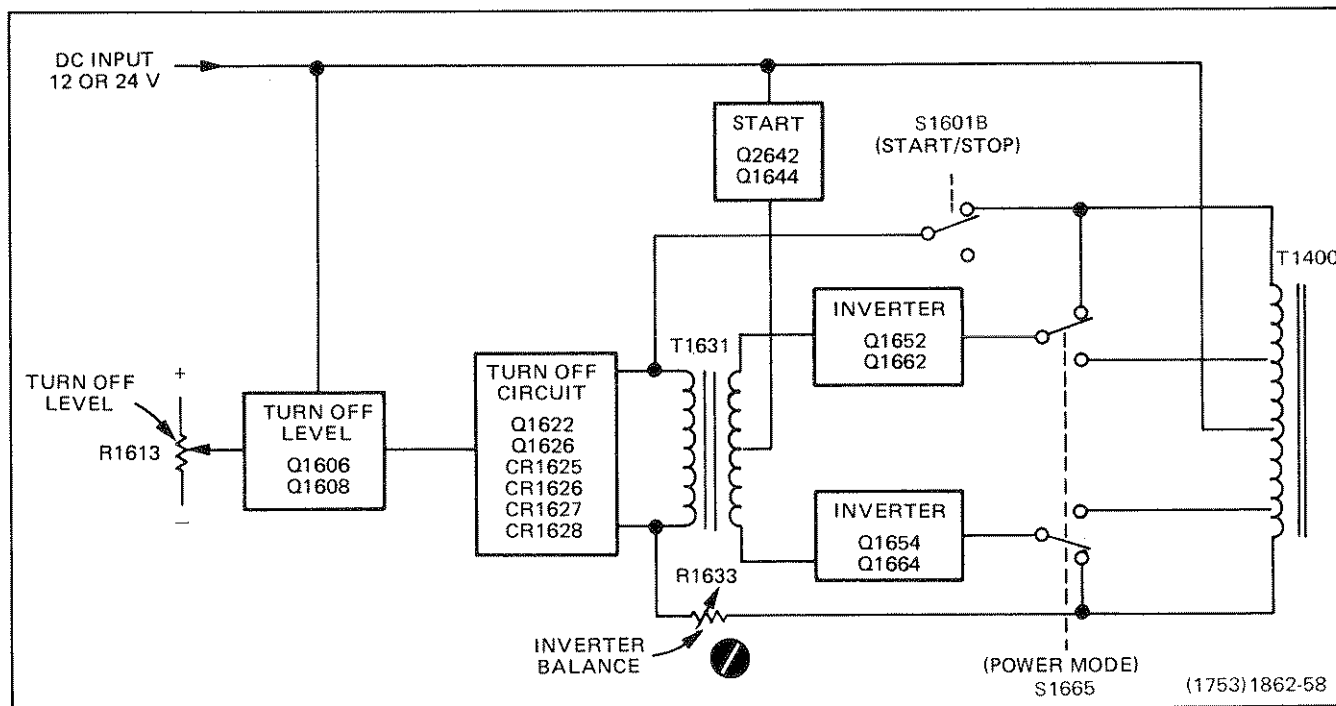 DC INPUT
12 OR 24 V
START
Q2642
Q1644
S1601B
(START/STOP)
T1400
INVERTER
Q1652
Q1662
T1631
TURN OFF
CIRCUIT
Q1622
Q1626
CR1625
CR1626
CR1627
CR1628
TURN OFF
LEVEL
+
R1613
−
TURN OFF
LEVEL
Q1606
Q1608
INVERTER
Q1654
Q1664
R1633
INVERTER
BALANCE
(POWER MODE)
S1665
(1753)1862-58